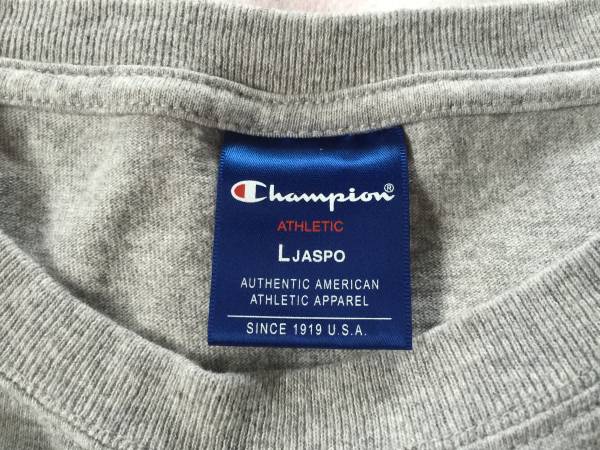 Champion®
ATHLETIC
L JASPO
AUTHENTIC AMERICAN
ATHLETIC APPAREL
SINCE 1919 U.S.A.